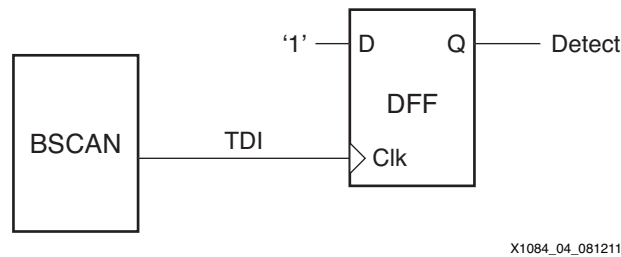 ‘1’
D
Q
Detect
DFF
BSCAN
TDI
Clk
X1084_04_081211